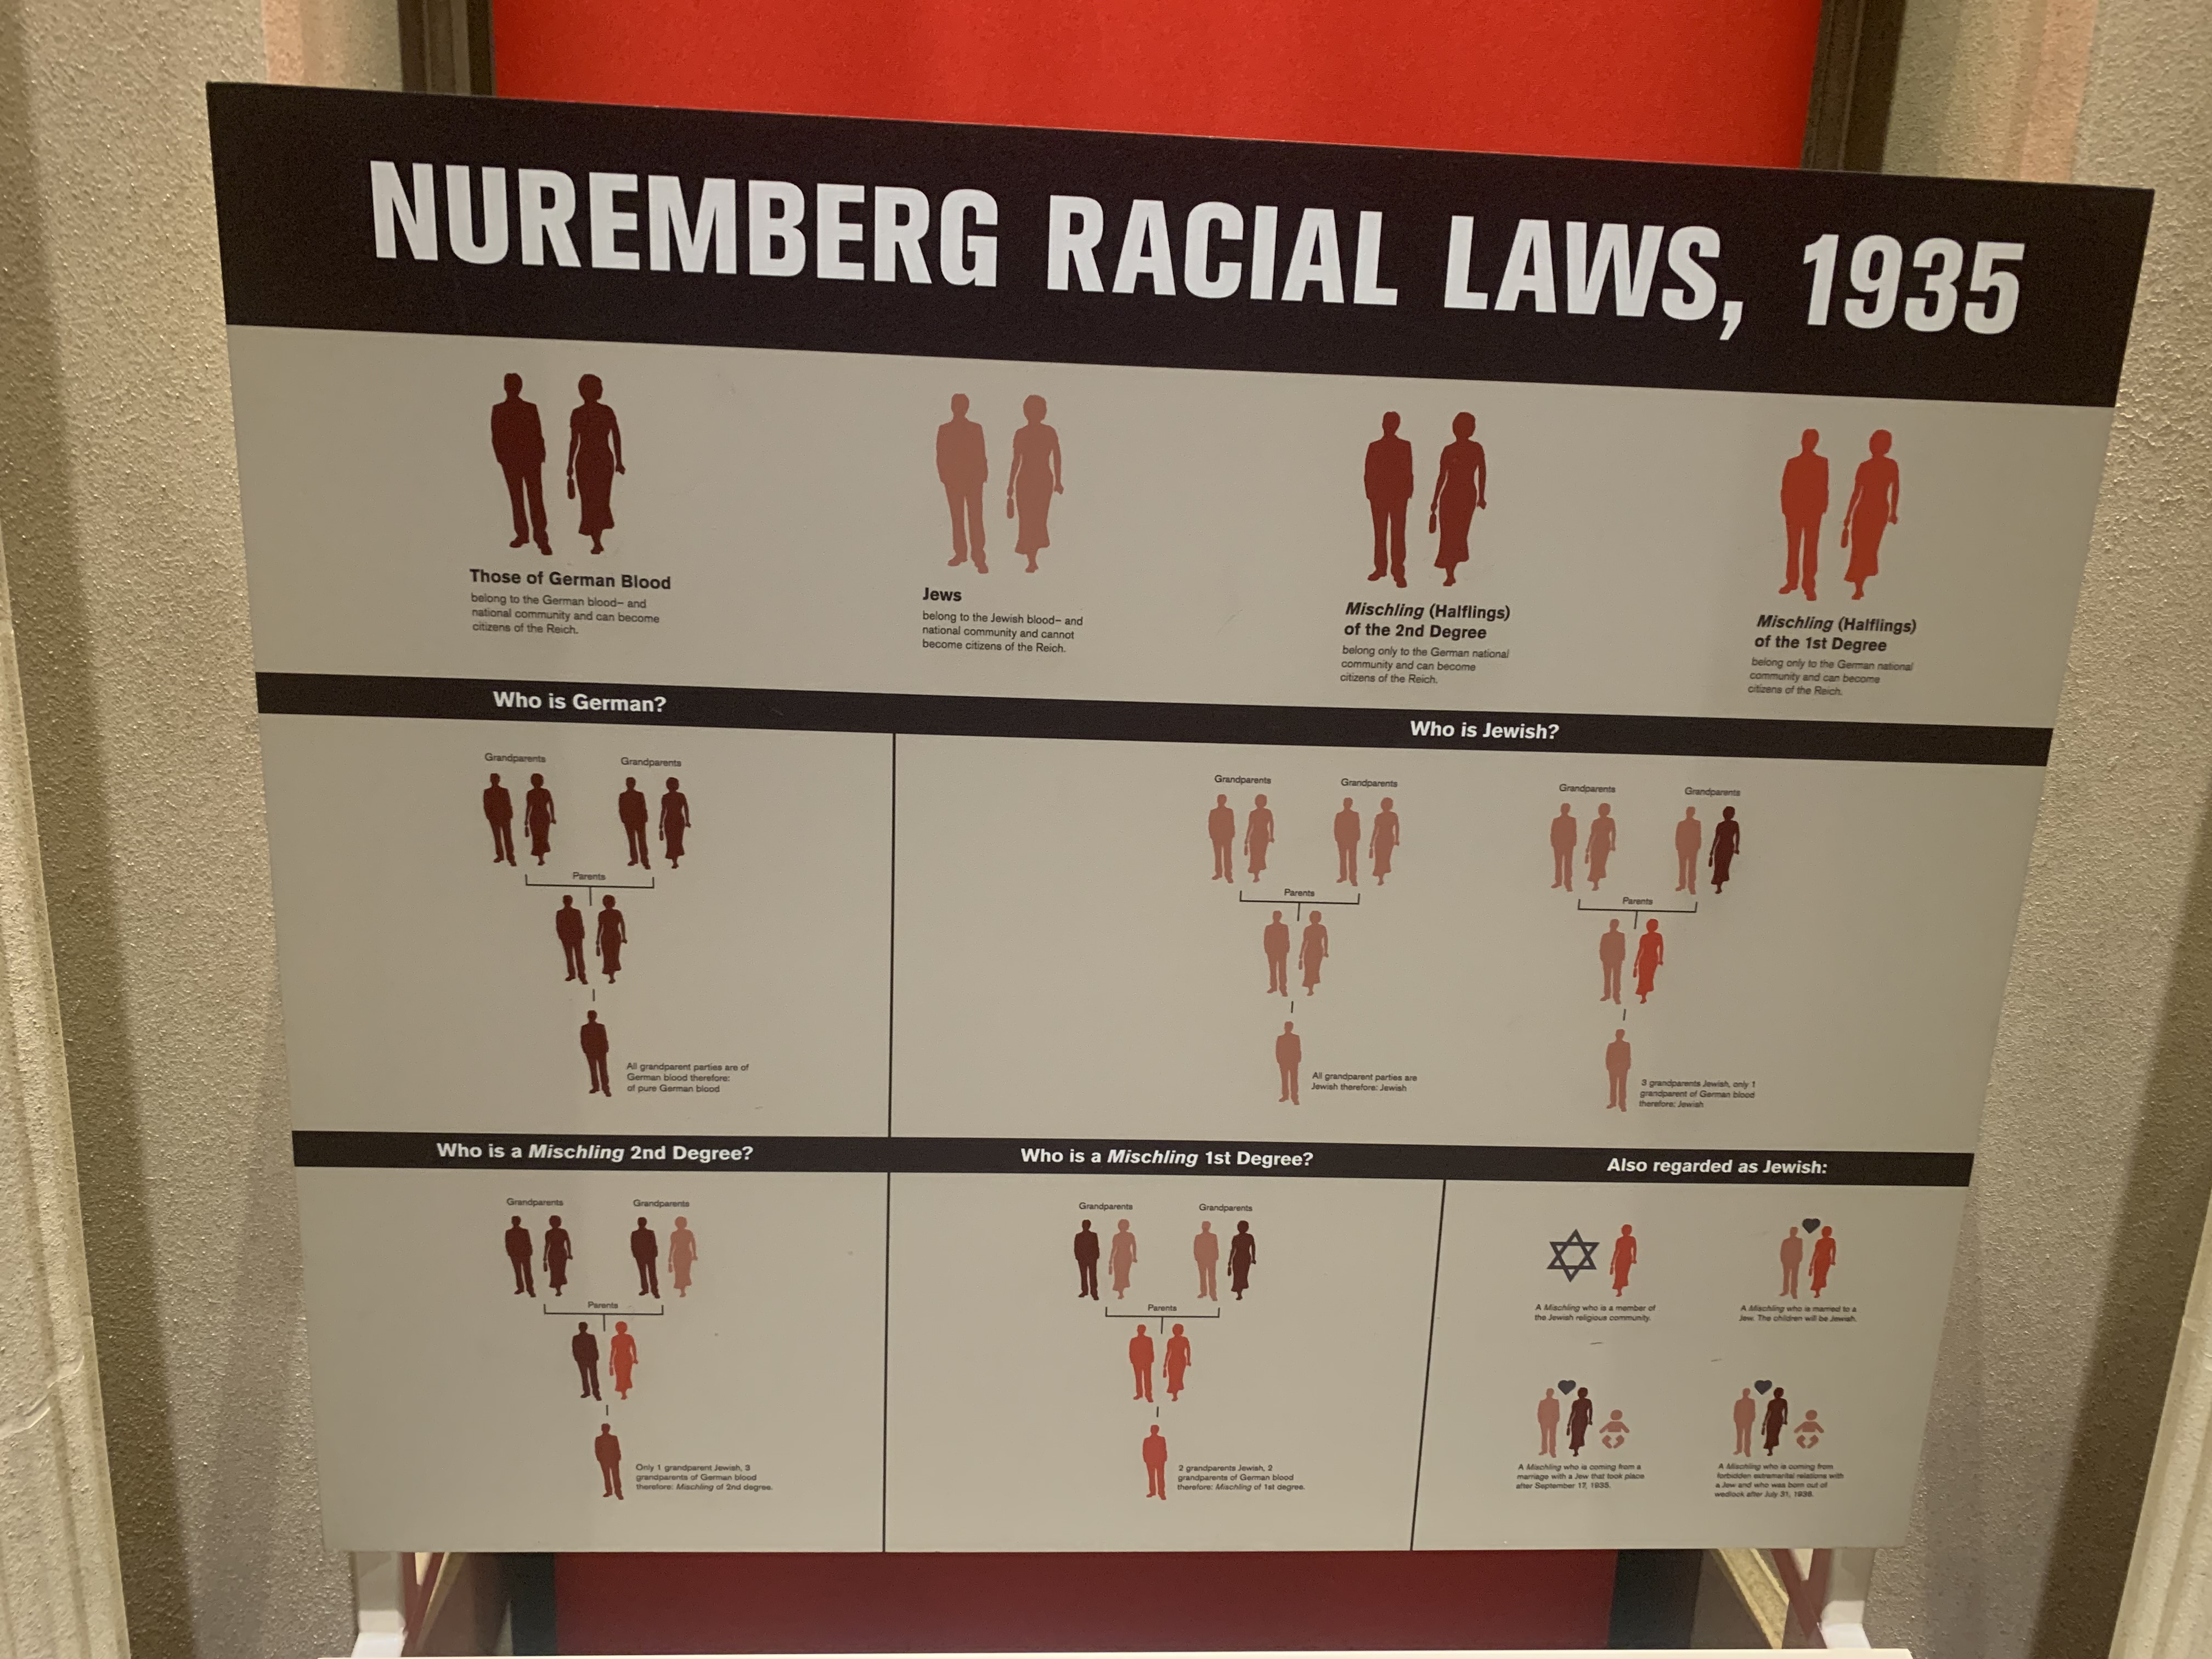 NUREMBERG RACIAL LAWS, 1935
Those of German Blood
belong to the German blood– and
national community and can become
citizens of the Reich.
Jews
belong to the Jewish blood– and
national community and cannot
become citizens of the Reich.
Mischling (Halflings)
of the 2nd Degree
belong only to the German national
community and can become
citizens of the Reich.
Mischling (Halflings)
of the 1st Degree
belong only to the German national
community and can become
citizens of the Reich.
Who is German?
Grandparents
Grandparents
Parents
All grandparent parties are of
German blood therefore:
of pure German blood
Who is Jewish?
Grandparents
Grandparents
Parents
All grandparent parties are
Jewish therefore: Jewish
Grandparents
Grandparents
Parents
3 grandparents Jewish, only 1
grandparent of German blood
therefore: Jewish
Who is a Mischling 2nd Degree?
Grandparents
Grandparents
Parents
Only 1 grandparent Jewish, 3
grandparents of German blood
therefore: Mischling of 2nd degree.
Who is a Mischling 1st Degree?
Grandparents
Grandparents
Parents
2 grandparents Jewish, 2
grandparents of German blood
therefore: Mischling of 1st degree.
Also regarded as Jewish:
A Mischling who is a member of
the Jewish religious community.
A Mischling who is married to a
Jew. The children will be Jewish.
A Mischling who is coming from a
marriage with a Jew that took place
after September 17, 1935.
A Mischling who is coming from
forbidden extramarital relations with
a Jew and who was born out of
wedlock after July 31, 1936.